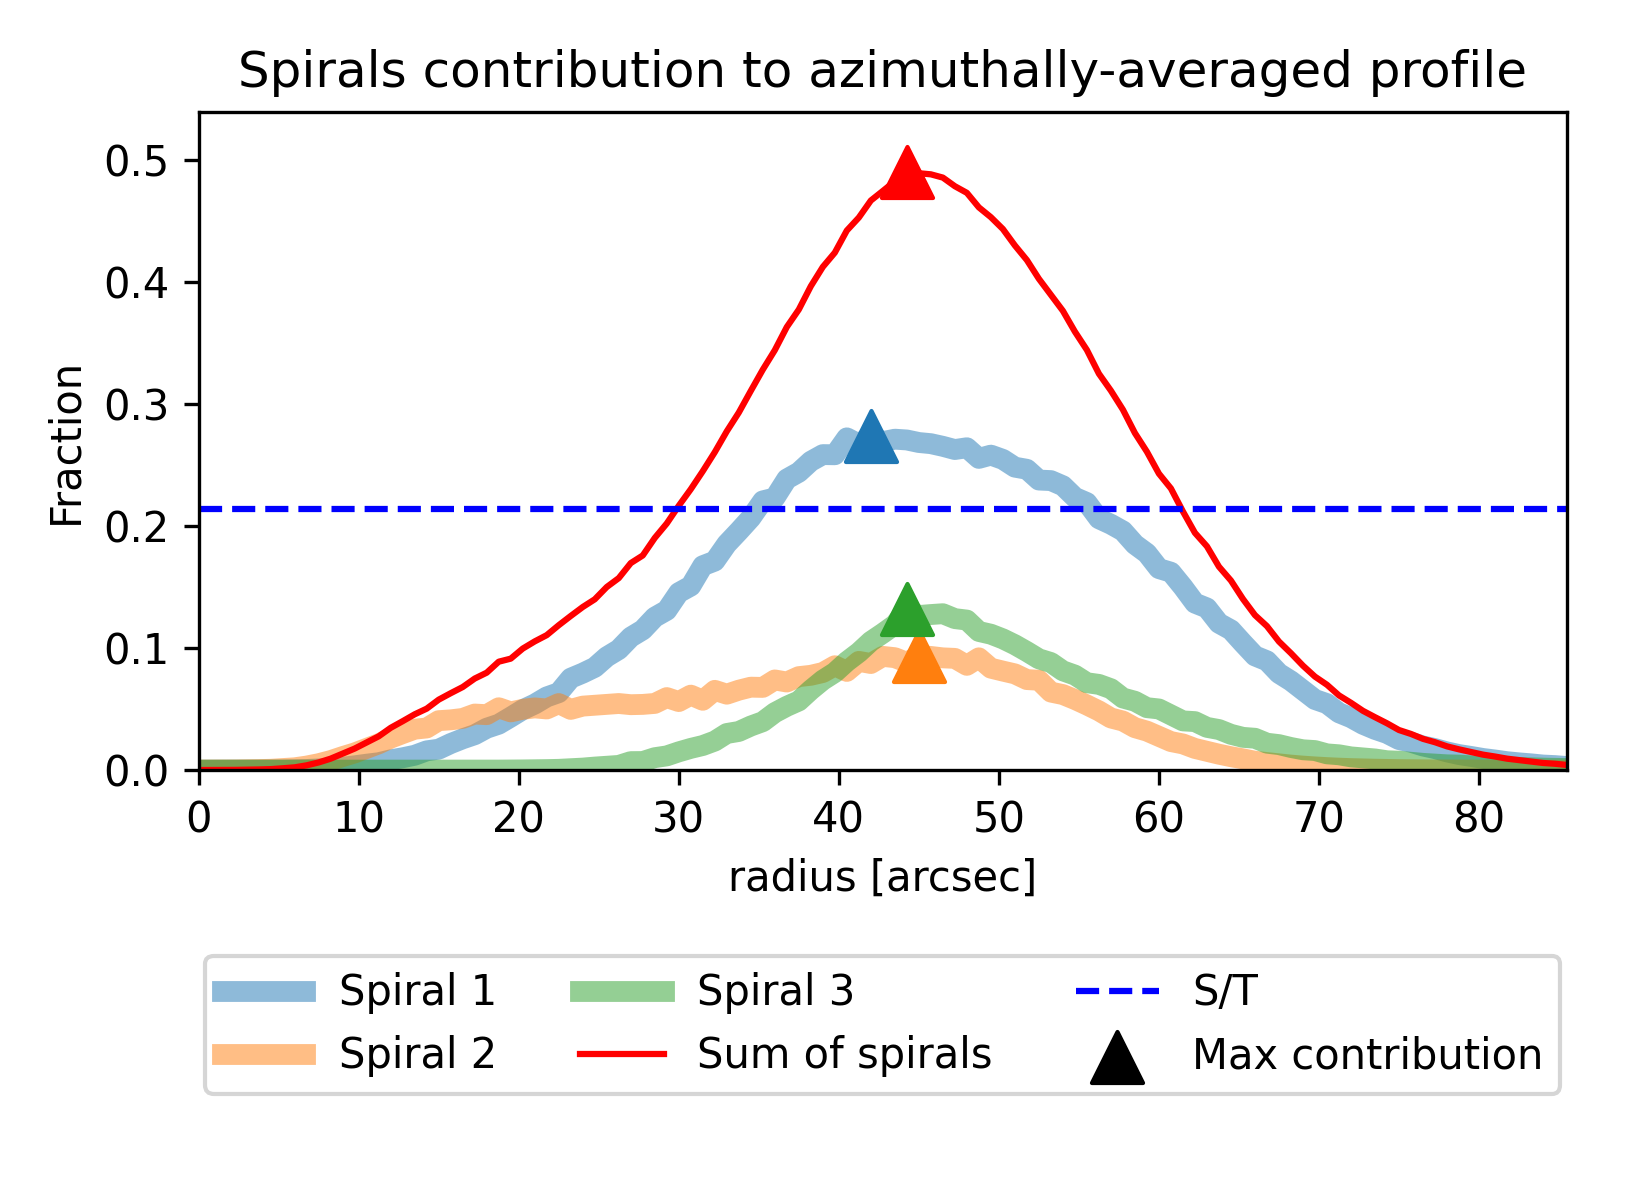 Spirals contribution to azimuthally-averaged profile
Fraction
0.5
0.4
0.3
0.2
0.1
0.0
0 10 20 30 40 50 60 70 80
radius [arcsec]
Spiral 1 Spiral 3 S/T
Spiral 2 Sum of spirals Max contribution